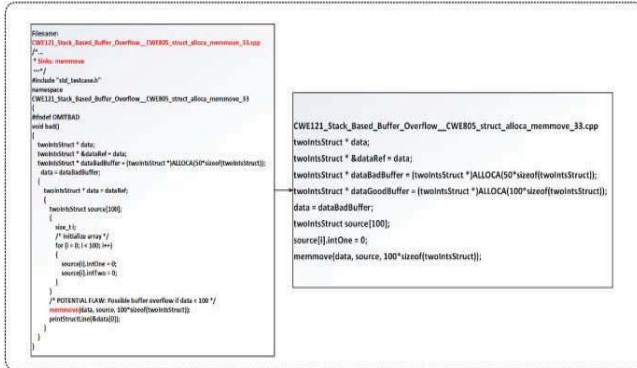 Filename:
CWE121_Stack_Based_Buffer_Overflow__CWE805_struct_alloca_memmove_33.cpp
/*...
* Sinks: memmove
...*/
#include "std_testcase.h"
namespace
CWE121_Stack_Based_Buffer_Overflow__CWE805_struct_alloca_memmove_33
{
#ifndef OMITBAD
void bad()
{
twoIntsStruct * data;
twoIntsStruct * &dataRef = data;
twoIntsStruct * dataBadBuffer = (twoIntsStruct *)ALLOCA(50*sizeof(twoIntsStruct));
data = dataBadBuffer;
{
twoIntsStruct * data = dataRef;
{
twoIntsStruct source[100];
{
size_t i;
/* Initialize array */
for (i = 0; i < 100; i++)
{
source[i].intOne = 0;
source[i].intTwo = 0;
}
}
/* POTENTIAL FLAW: Possible buffer overflow if data < 100 */
memmove(data, source, 100*sizeof(twoIntsStruct));
printStructLine(&data[0]);
}
}
}
CWE121_Stack_Based_Buffer_Overflow__CWE805_struct_alloca_memmove_33.cpp
twoIntsStruct * data;
twoIntsStruct * &dataRef = data;
twoIntsStruct * dataBadBuffer = (twoIntsStruct *)ALLOCA(50*sizeof(twoIntsStruct));
twoIntsStruct * dataGoodBuffer = (twoIntsStruct *)ALLOCA(100*sizeof(twoIntsStruct));
data = dataBadBuffer;
twoIntsStruct source[100];
source[i].intOne = 0;
memmove(data, source, 100*sizeof(twoIntsStruct));